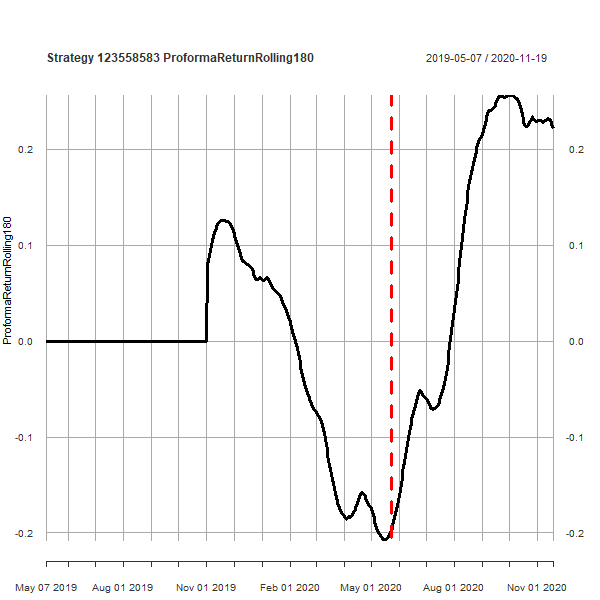 Strategy 123558583 ProformaReturnRolling180
2019-05-07 / 2020-11-19
ProformaReturnRolling180
0.2 0.2
0.1 0.1
0.0 0.0
-0.1 -0.1
-0.2 -0.2
May 07 2019 Aug 01 2019 Nov 01 2019 Feb 01 2020 May 01 2020 Aug 01 2020 Nov 01 2020